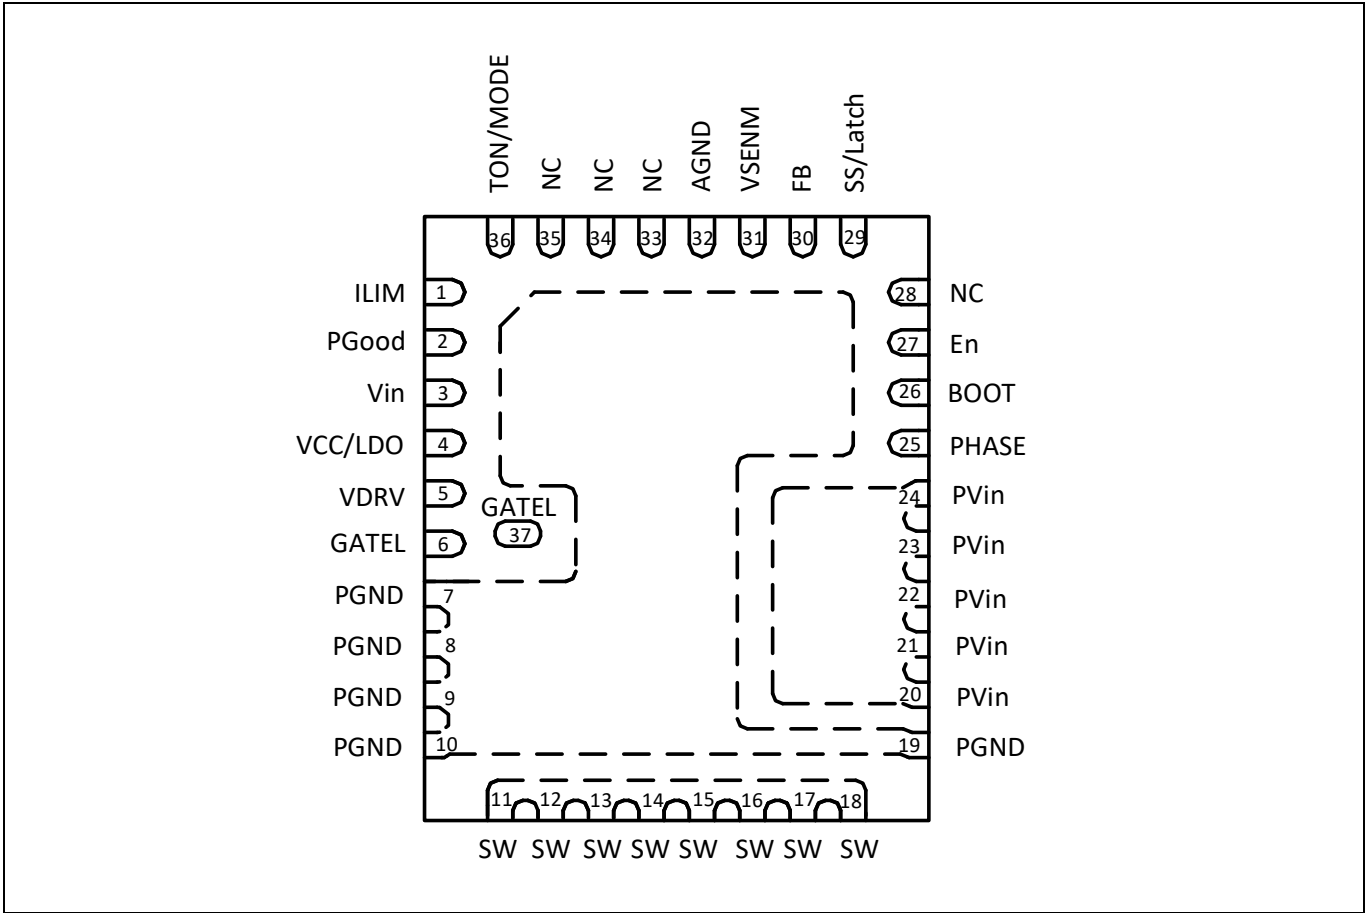 TON/MODE
NC
NC
NC
AGND
VSENM
FB
SS/Latch
36 35 34 33 32 31 30 29
ILIM 1
PGood 2
Vin 3
VCC/LDO 4
VDRV 5
GATEL 6
PGND 7
PGND 8
PGND 9
PGND 10
GATEL
37
28 NC
27 En
26 BOOT
25 PHASE
24 PVin
23 PVin
22 PVin
21 PVin
20 PVin
19 PGND
11 12 13 14 15 16 17 18
SW SW SW SW SW SW SW SW